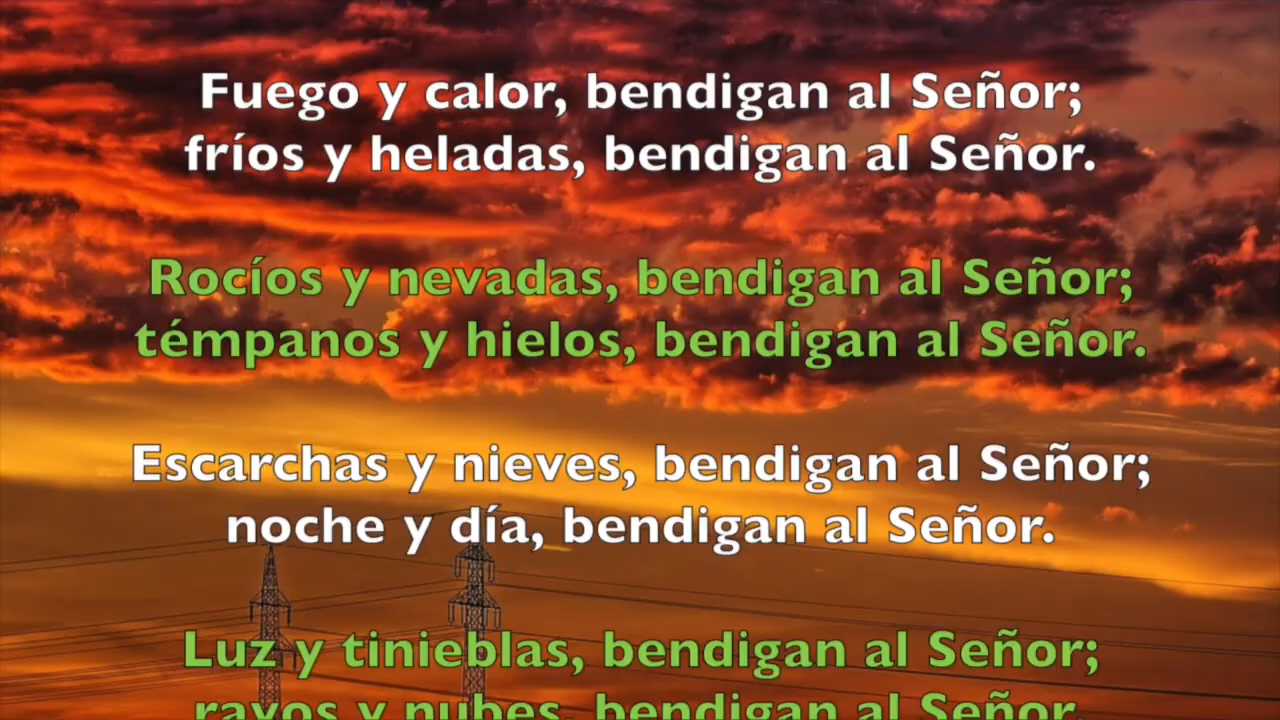 Fuego y calor, bendigan al Señor;
fríos y heladas, bendigan al Señor.
Rocíos y nevadas, bendigan al Señor;
témpanos y hielos, bendigan al Señor.
Escarchas y nieves, bendigan al Señor;
noche y día, bendigan al Señor.
Luz y tinieblas, bendigan al Señor;
rayos y nubes, bendigan al Señor.